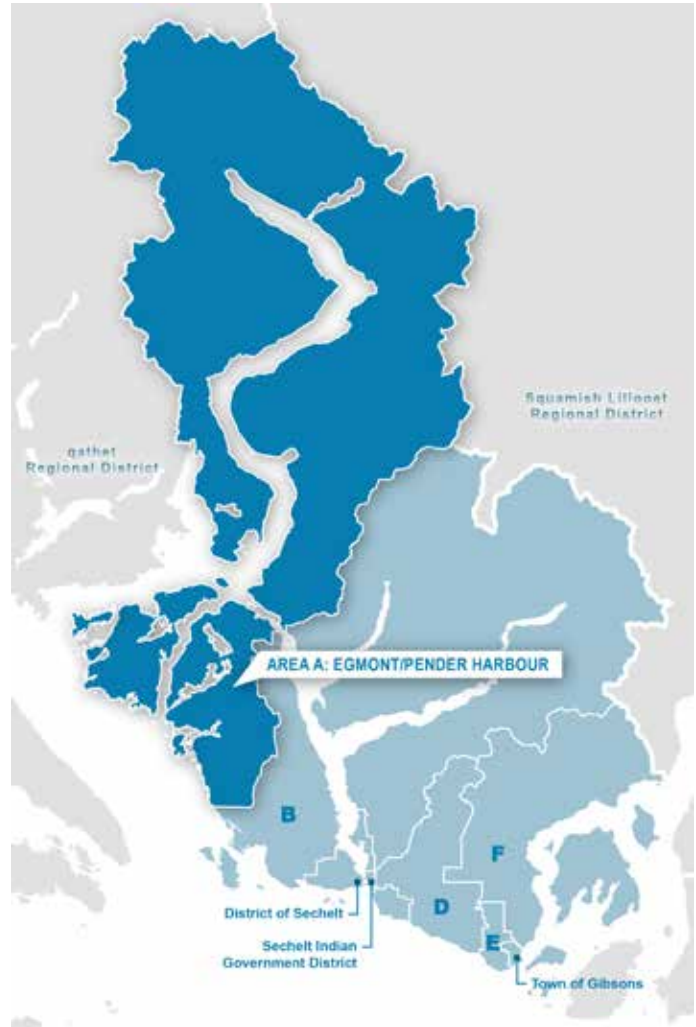 Squamish Lillooet
Regional District
qathet
Regional District
AREA A: EGMONT/PENDER HARBOUR
B
F
D
District of Sechelt
E
Sechelt Indian
Government District
Town of Gibsons